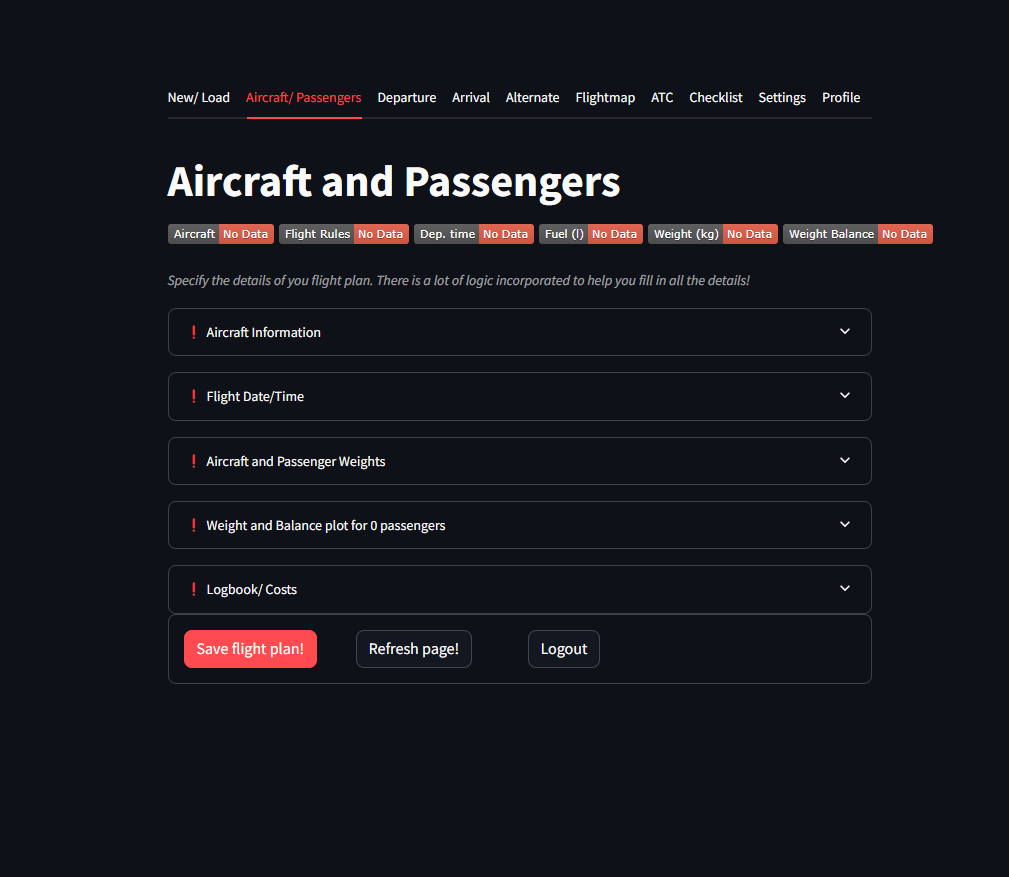 New/ Load Aircraft/ Passengers Departure Arrival Alternate Flightmap ATC Checklist Settings Profile
Aircraft and Passengers
Aircraft No Data Flight Rules No Data Dep. time No Data Fuel (l) No Data Weight (kg) No Data Weight Balance No Data
Specify the details of you flight plan. There is a lot of logic incorporated to help you fill in all the details!
❗ Aircraft Information
❗ Flight Date/Time
❗ Aircraft and Passenger Weights
❗ Weight and Balance plot for 0 passengers
❗ Logbook/ Costs
Save flight plan! Refresh page! Logout